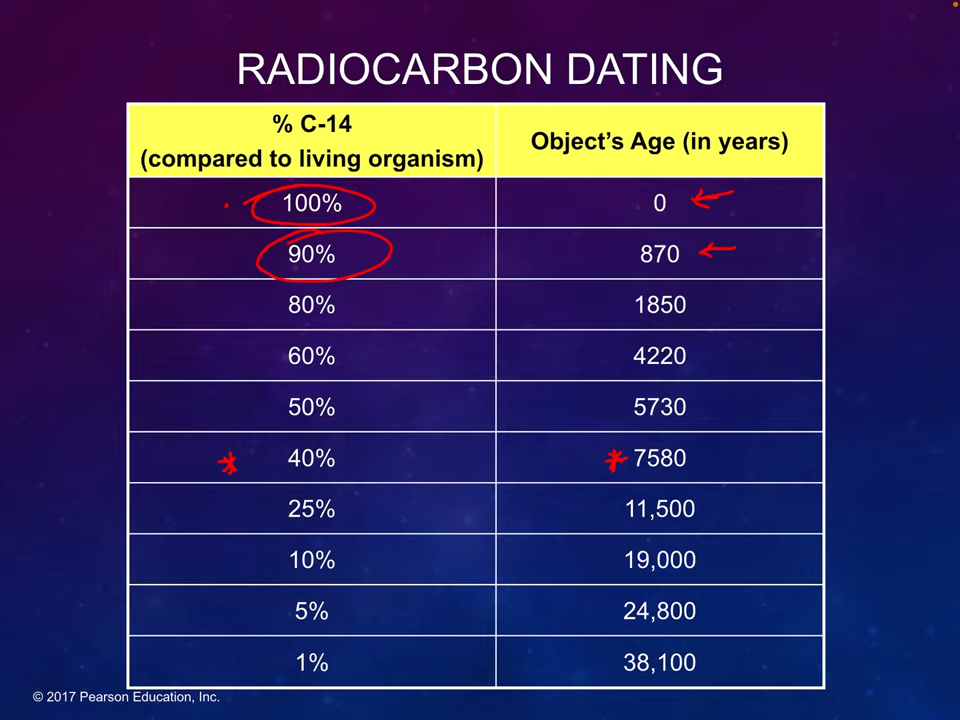 RADIOCARBON DATING
% C-14
(compared to living organism)
Object’s Age (in years)
100% 0
90% 870
80% 1850
60% 4220
50% 5730
40% 7580
25% 11,500
10% 19,000
5% 24,800
1% 38,100
© 2017 Pearson Education, Inc.